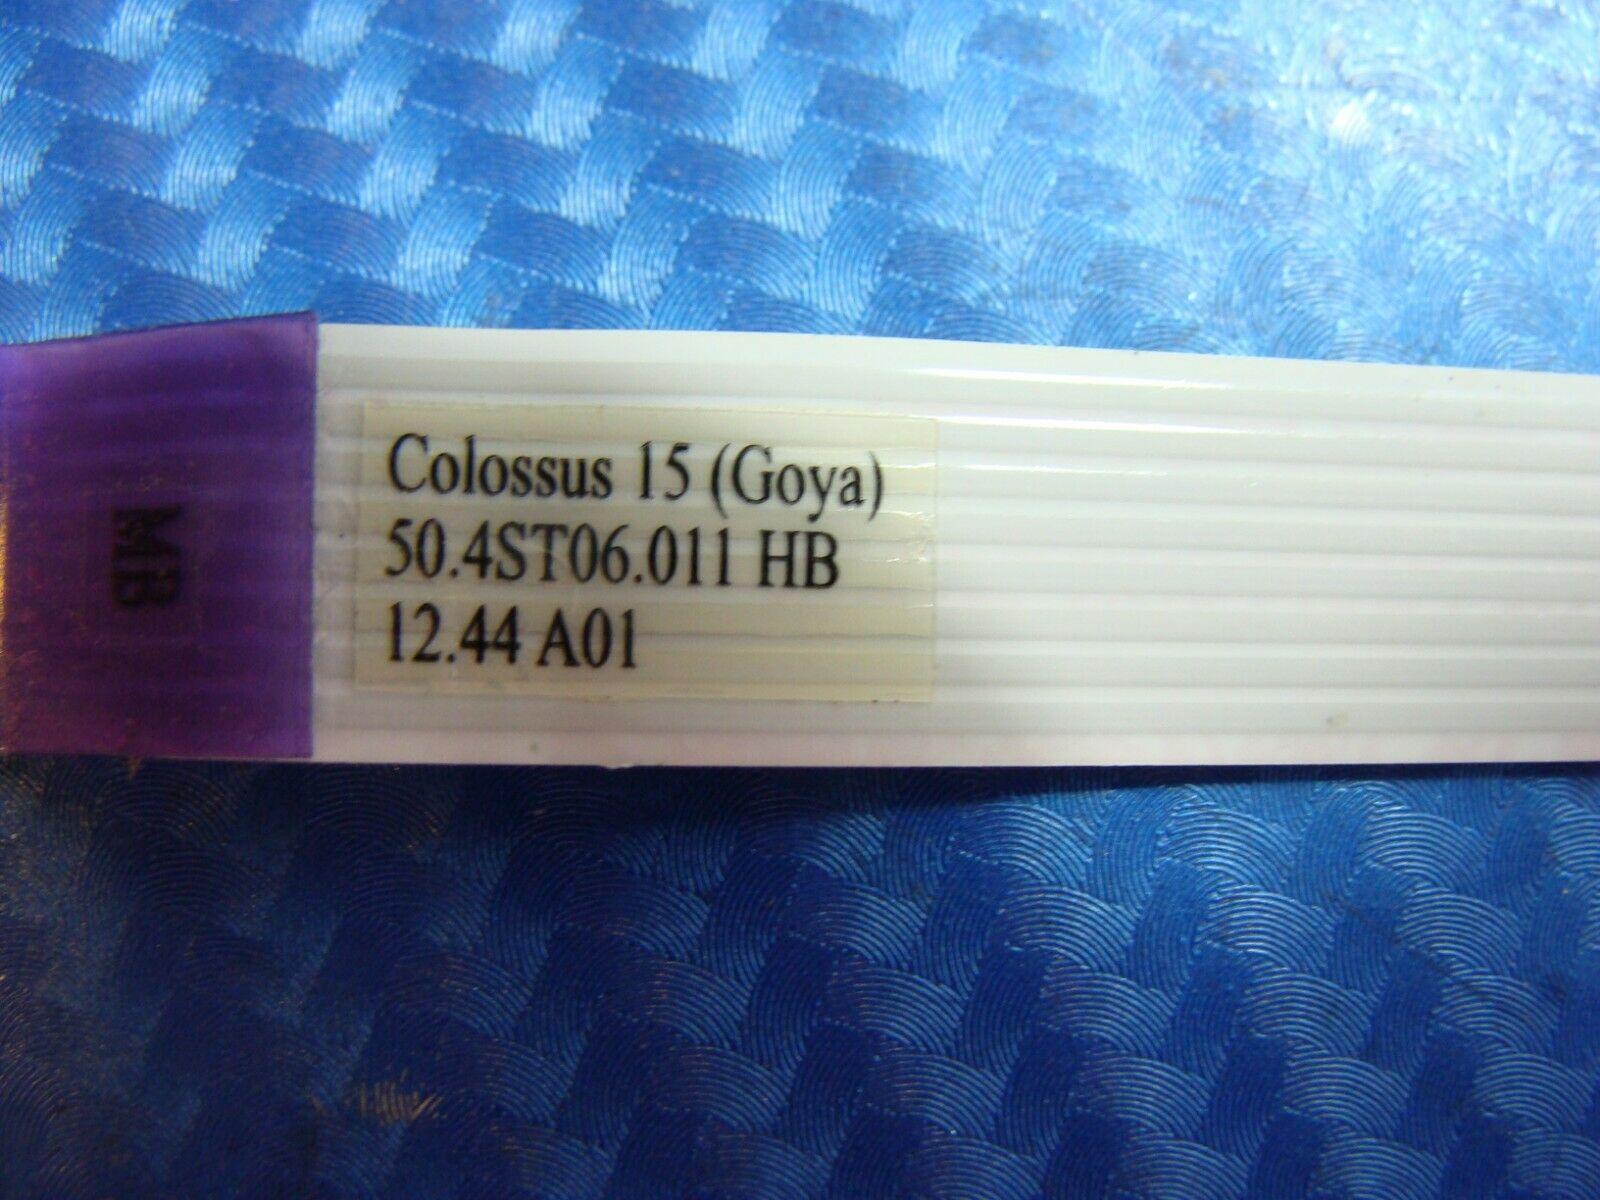 MB
Colossus 15 (Goya)
50.4ST06.011 HB
12.44 A01